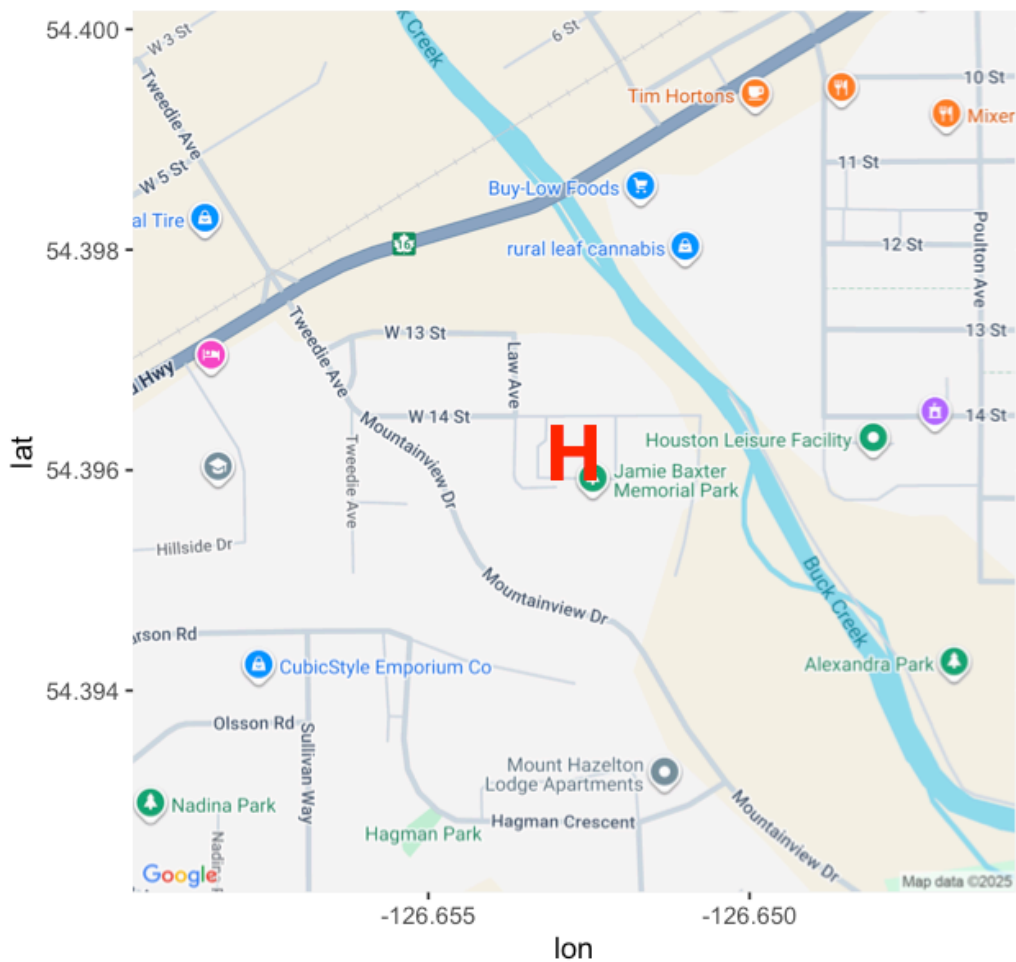 54.400
54.398
54.396
54.394
lat
W 3 St
k Creek
6 St
Tweedie Ave
Tim Hortons
10 St
Mixer
W 5 St
11 St
al Tire
Buy-Low Foods
16
rural leaf cannabis
12 St
Poulton Ave
Tweedie Ave
W 13 St
Law Ave
13 St
Hwy
W 14 St
14 St
Mountainview Dr
H
Houston Leisure Facility
Jamie Baxter
Memorial Park
Tweedie Ave
Hillside Dr
Mountainview Dr
Buck Creek
arson Rd
CubicStyle Emporium Co
Alexandra Park
Olsson Rd
Sullivan Way
Mount Hazelton
Lodge Apartments
Nadina Park
Hagman Crescent
Hagman Park
Mountainview Dr
Google
Map data ©2025
-126.655
-126.650
lon